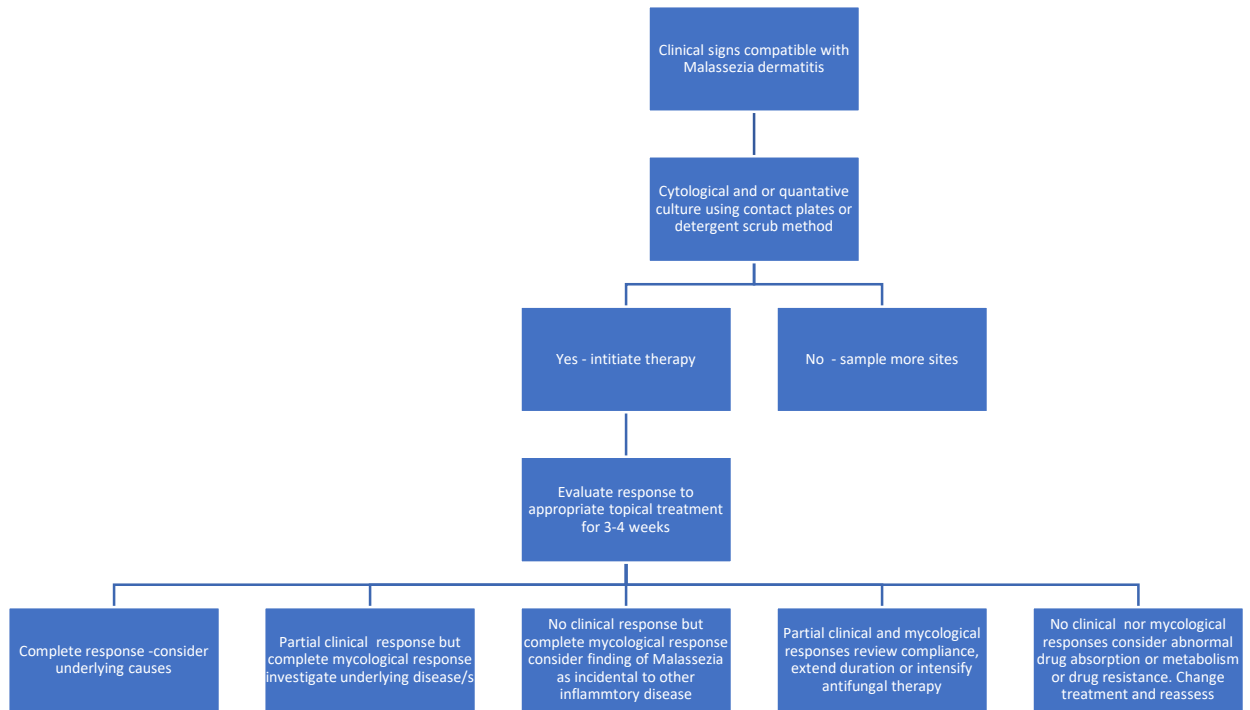 Clinical signs compatible with
Malassezia dermatitis
Cytological and or quantative
culture using contact plates or
detergent scrub method
Yes - intitiate therapy
No  - sample more sites
Evaluate response to
appropriate topical treatment
for 3-4 weeks
Complete response -consider
underlying causes
Partial clinical  response but
complete mycological response
investigate underlying disease/s
No clinical response but
complete mycological response
consider finding of Malassezia
as incidental to other
inflammtory disease
Partial clinical and mycological
responses review compliance,
extend duration or intensify
antifungal therapy
No clinical  nor mycological
responses consider abnormal
drug absorption or metabolism
or drug resistance. Change
treatment and reassess